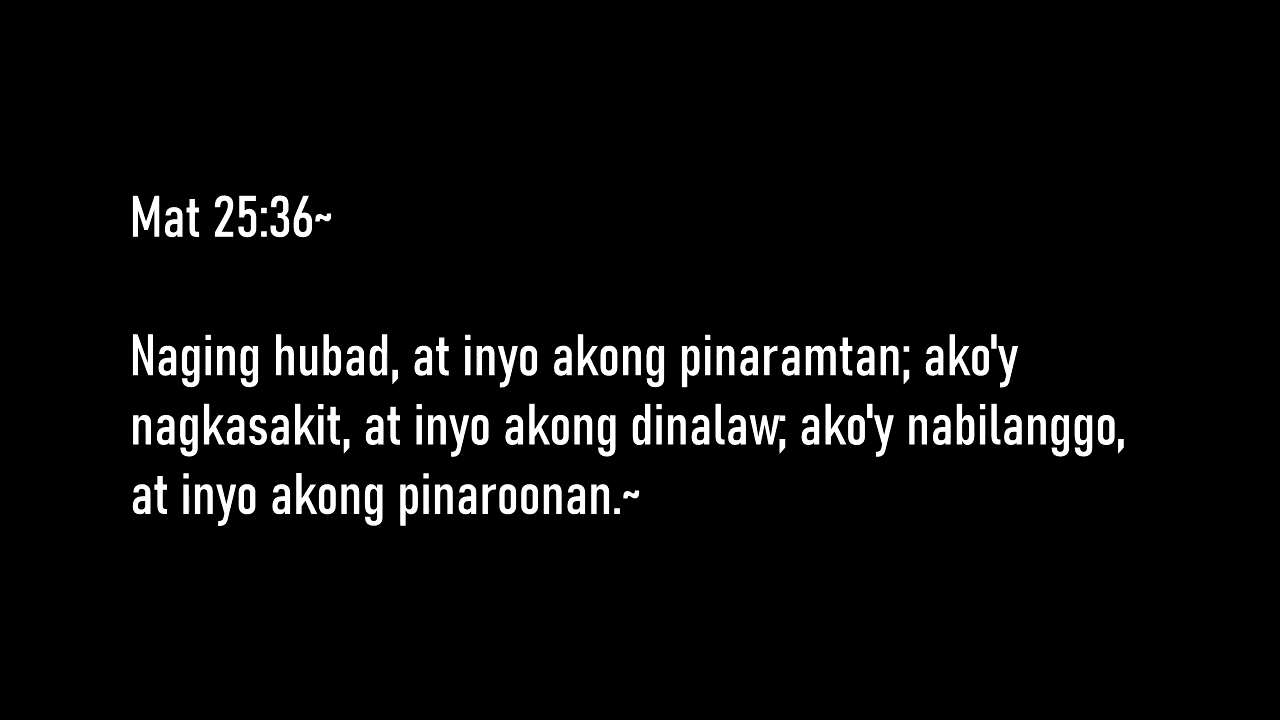 Mat 25:36~
Naging hubad, at inyo akong pinaramtan; ako'y
nagkasakit, at inyo akong dinalaw; ako'y nabilanggo,
at inyo akong pinaroonan.~